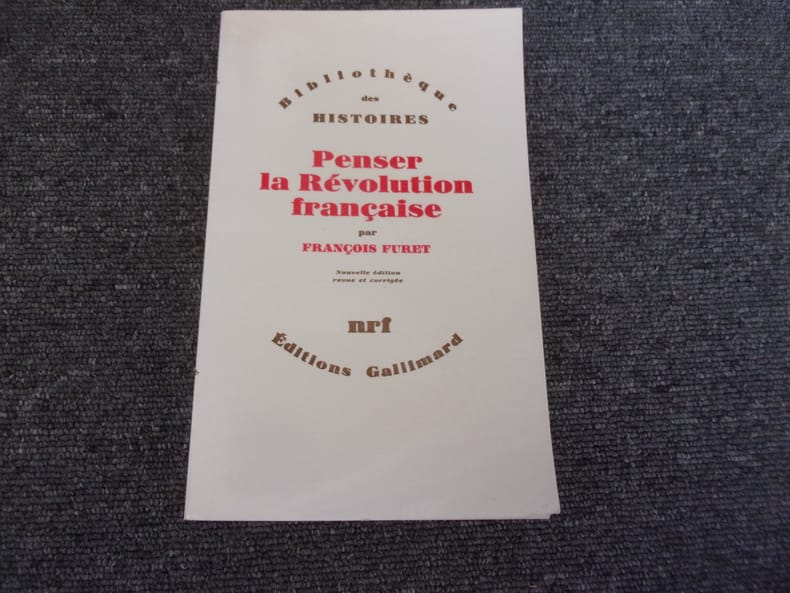 Bibliothèque
des
HISTOIRES
Penser
la Révolution
française
par
FRANÇOIS FURET
Nouvelle édition
revue et corrigée
nrf
Éditions Gallimard